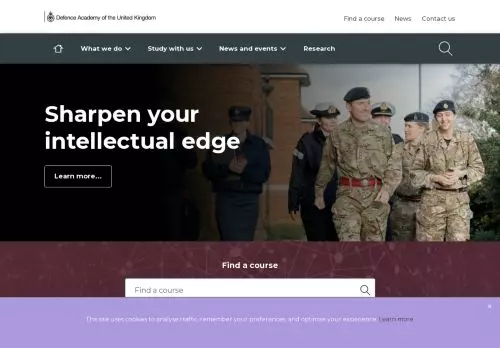 Defence Academy of the United Kingdom
Find a course News Contact us
What we do Study with us News and events Research
Sharpen your
intellectual edge
Learn more...
Find a course
Find a course
This site uses cookies to analyse traffic, remember your preferences, and optimise your experience. Learn more
×